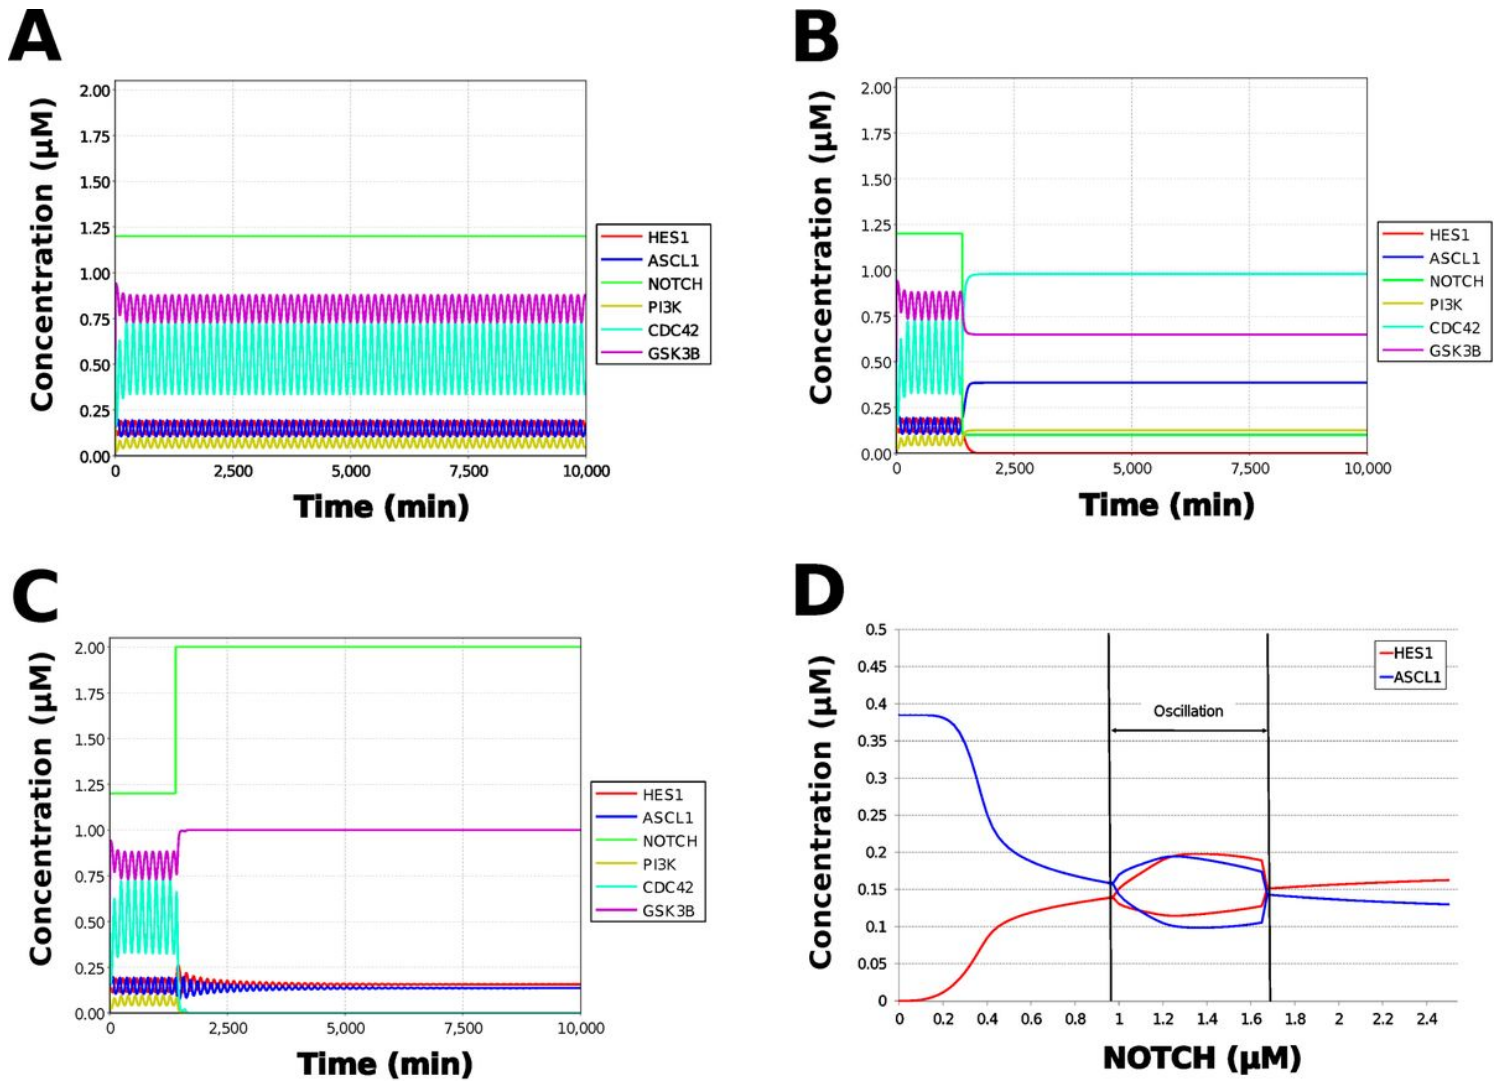 A
Concentration (µM)
2.00
1.75
1.50
1.25
1.00
0.75
0.50
0.25
0.00
0
2,500
5,000
7,500
10,000
Time (min)
HES1
ASCL1
NOTCH
PI3K
CDC42
GSK3B
B
Concentration (µM)
2.00
1.75
1.50
1.25
1.00
0.75
0.50
0.25
0.00
0
2,500
5,000
7,500
10,000
Time (min)
HES1
ASCL1
NOTCH
PI3K
CDC42
GSK3B
C
Concentration (µM)
2.00
1.75
1.50
1.25
1.00
0.75
0.50
0.25
0.00
0
2,500
5,000
7,500
10,000
Time (min)
HES1
ASCL1
NOTCH
PI3K
CDC42
GSK3B
D
Concentration (µM)
0.5
0.45
0.4
0.35
0.3
0.25
0.2
0.15
0.1
0.05
0
0
0.2
0.4
0.6
0.8
1
1.2
1.4
1.6
1.8
2
2.2
2.4
NOTCH (µM)
Oscillation
HES1
ASCL1